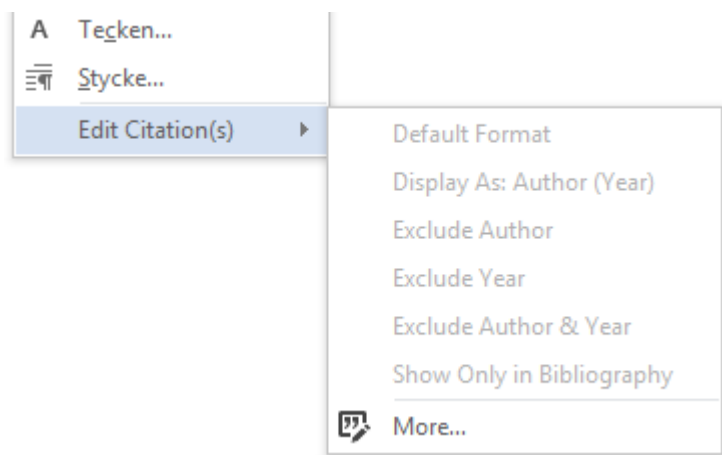 Tecken...
Stycke...
Edit Citation(s)
Default Format
Display As: Author (Year)
Exclude Author
Exclude Year
Exclude Author & Year
Show Only in Bibliography
More...